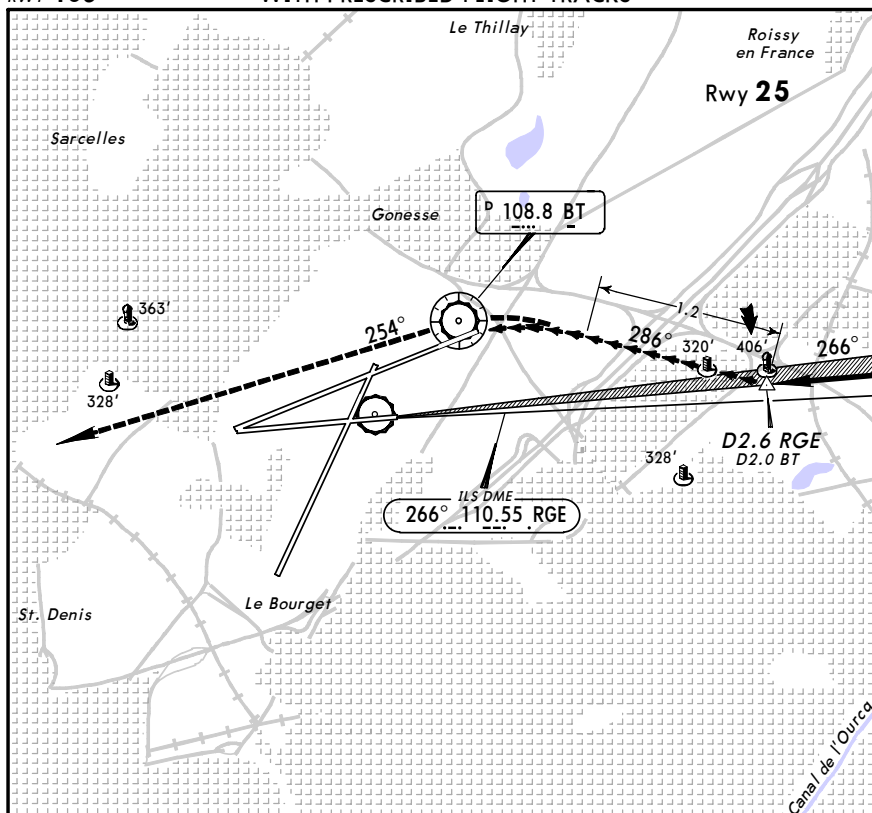 WITH PRESCRIBED FLIGHT TRACKS
Le Thillay
Roissy
en France
Rwy 25
Sarcelles
D 108.8 BT
Gonesse
363'
254°
1.2
286°
320'
406'
266°
328'
D2.6 RGE
D2.0 BT
328'
ILS DME
266° 110.55 RGE
Le Bourget
St. Denis
Canal de l'Ourcq